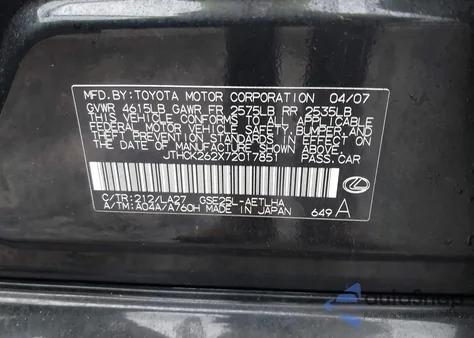 MFD. BY: TOYOTA MOTOR CORPORATION 04/07
GVWR 4615LB GAWR FR 2575LB RR 2535LB
THIS VEHICLE CONFORMS TO ALL APPLICABLE
FEDERAL MOTOR VEHICLE SAFETY, BUMPER, AND
THEFT PREVENTION STANDARDS IN EFFECT ON
THE DATE OF MANUFACTURE SHOWN ABOVE.
JTHCK262X72017851 PASS.CAR
C/TR: 212/LA27 GSE25L-AETLHA
A/TM: A04A/A760H MADE IN JAPAN 649 A
AutoShop